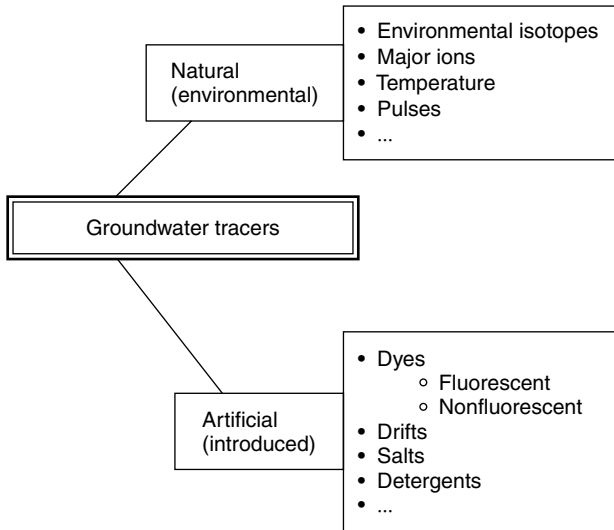 Natural
(environmental)
• Environmental isotopes
• Major ions
• Temperature
• Pulses
• ...
Groundwater tracers
Artificial
(introduced)
• Dyes
○ Fluorescent
○ Nonfluorescent
• Drifts
• Salts
• Detergents
• ...